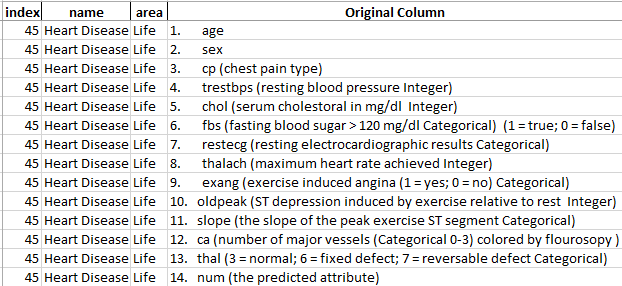 index name area Original Column
45 Heart Disease Life 1. age
45 Heart Disease Life 2. sex
45 Heart Disease Life 3. cp (chest pain type)
45 Heart Disease Life 4. trestbps (resting blood pressure Integer)
45 Heart Disease Life 5. chol (serum cholestoral in mg/dl Integer)
45 Heart Disease Life 6. fbs (fasting blood sugar > 120 mg/dl Categorical) (1 = true; 0 = false)
45 Heart Disease Life 7. restecg (resting electrocardiographic results Categorical)
45 Heart Disease Life 8. thalach (maximum heart rate achieved Integer)
45 Heart Disease Life 9. exang (exercise induced angina (1 = yes; 0 = no) Categorical)
45 Heart Disease Life 10. oldpeak (ST depression induced by exercise relative to rest Integer)
45 Heart Disease Life 11. slope (the slope of the peak exercise ST segment Categorical)
45 Heart Disease Life 12. ca (number of major vessels (Categorical 0-3) colored by flourosopy )
45 Heart Disease Life 13. thal (3 = normal; 6 = fixed defect; 7 = reversable defect Categorical)
45 Heart Disease Life 14. num (the predicted attribute)